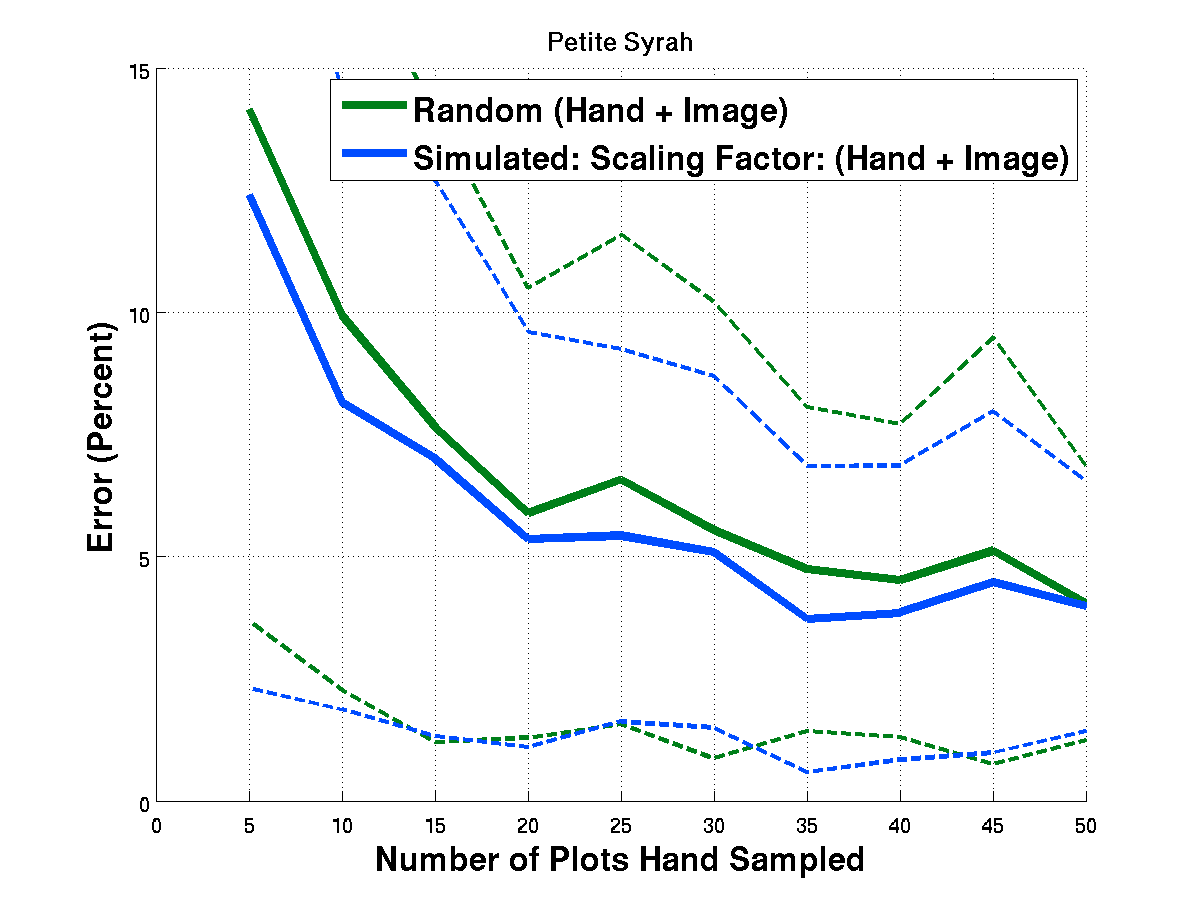 Petite Syrah
15
10
5
0
Random (Hand + Image)
Simulated: Scaling Factor: (Hand + Image)
Error (Percent)
0 5 10 15 20 25 30 35 40 45 50
Number of Plots Hand Sampled